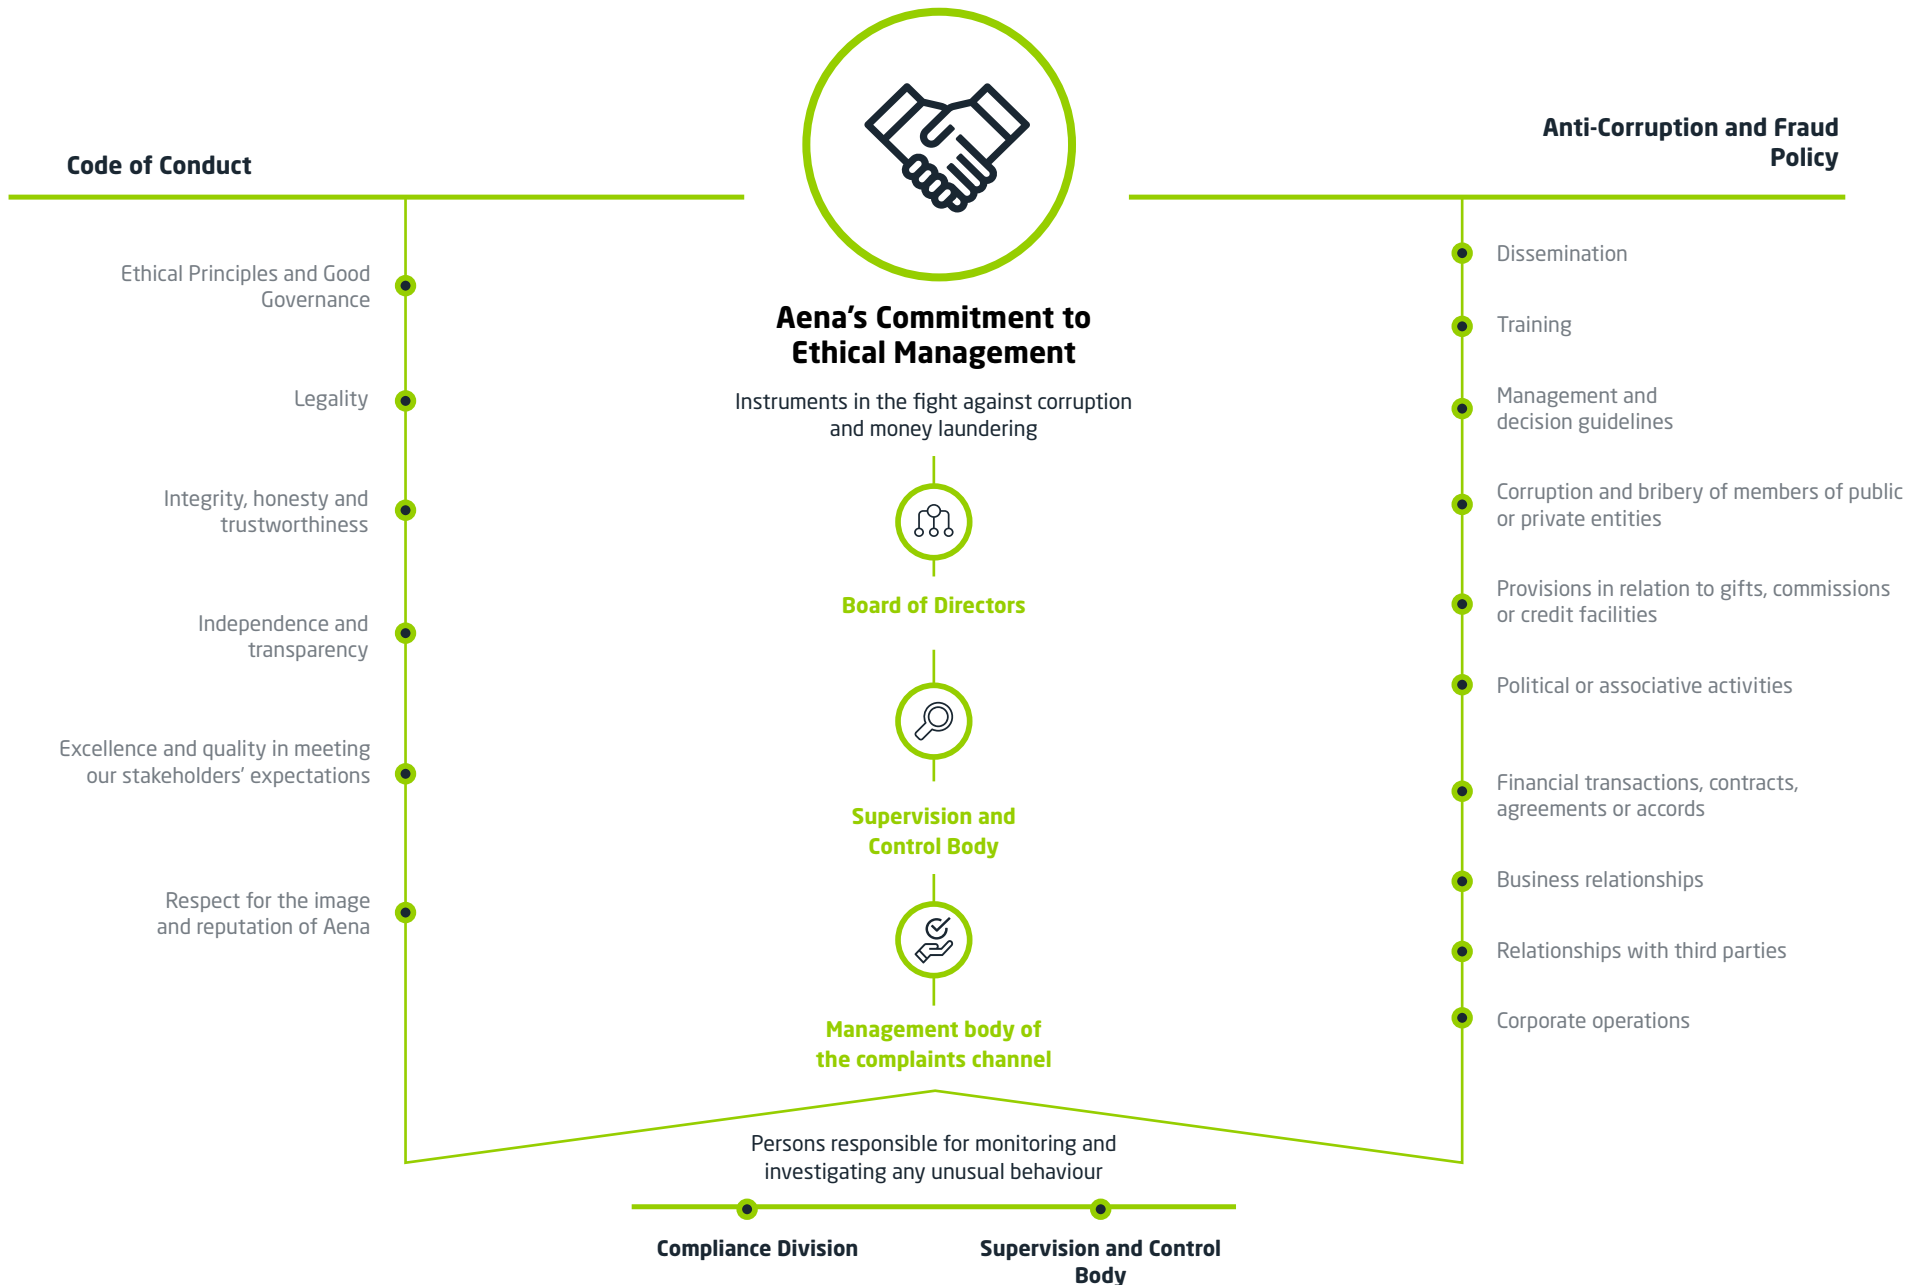 Code of Conduct
Ethical Principles and Good
Governance
Legality
Integrity, honesty and
trustworthiness
Independence and
transparency
Excellence and quality in meeting
our stakeholders’ expectations
Respect for the image
and reputation of Aena
Aena’s Commitment to
Ethical Management
Instruments in the fight against corruption
and money laundering
Board of Directors
Supervision and
Control Body
Management body of
the complaints channel
Anti-Corruption and Fraud
Policy
Dissemination
Training
Management and
decision guidelines
Corruption and bribery of members of public
or private entities
Provisions in relation to gifts, commissions
or credit facilities
Political or associative activities
Financial transactions, contracts,
agreements or accords
Business relationships
Relationships with third parties
Corporate operations
Persons responsible for monitoring and
investigating any unusual behaviour
Compliance Division
Supervision and Control
Body